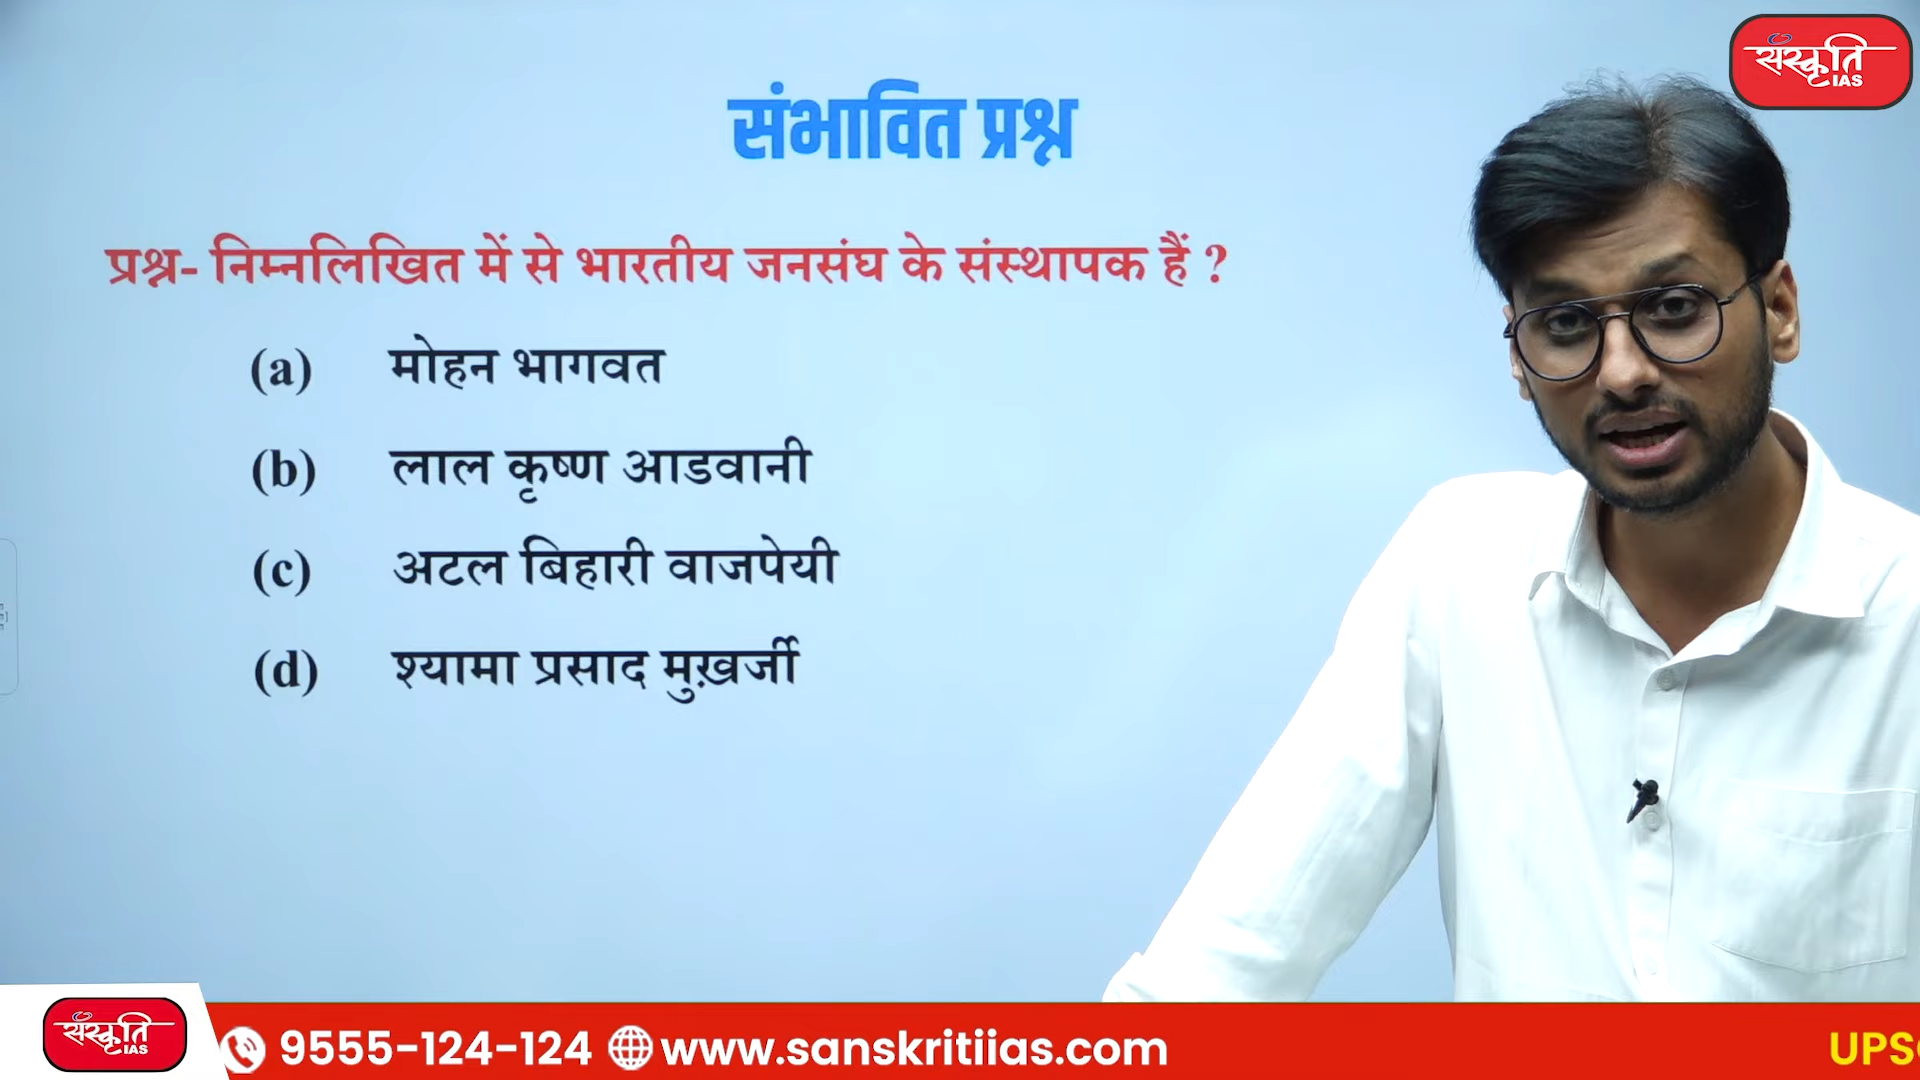 संस्कृति
IAS
संभावित प्रश्न
प्रश्न- निम्नलिखित में से भारतीय जनसंघ के संस्थापक हैं ?
(a) मोहन भागवत
(b) लाल कृष्ण आडवानी
(c) अटल बिहारी वाजपेयी
(d) श्यामा प्रसाद मुख़र्जी
संस्कृति
IAS
9555-124-124 www.sanskritiias.com
UPS